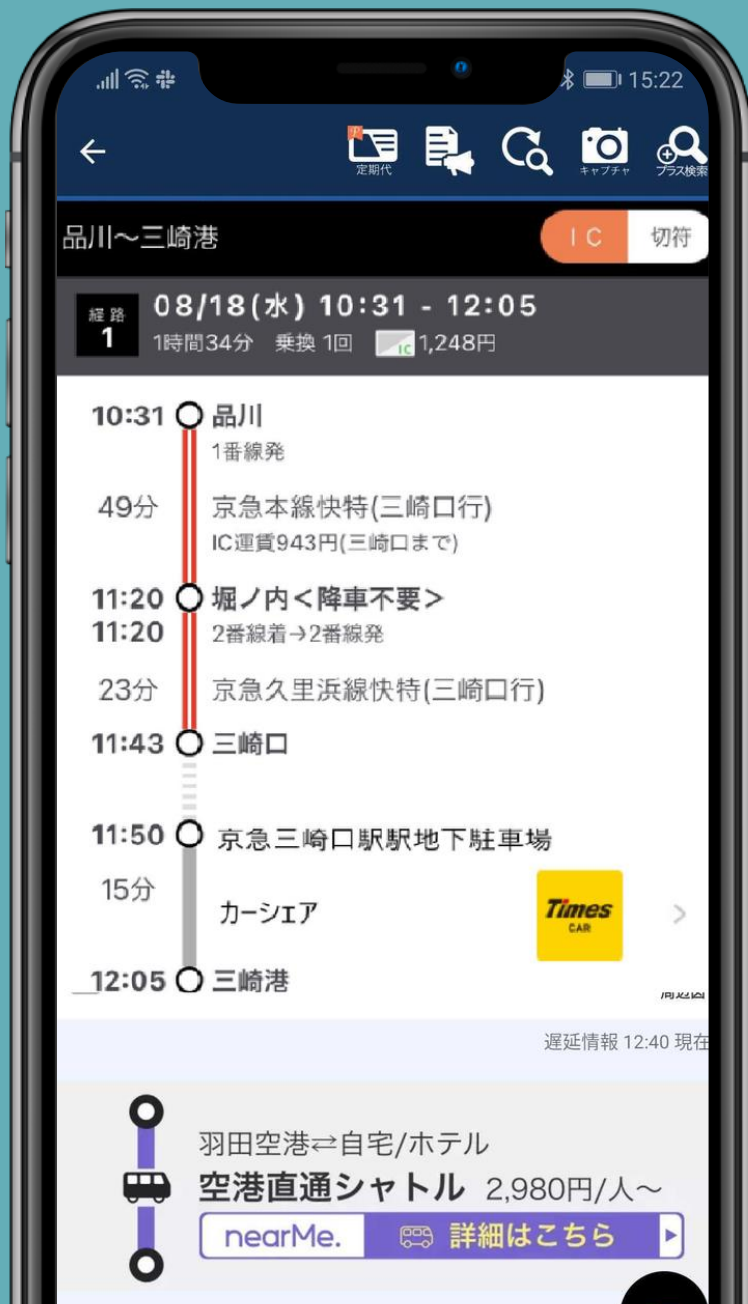 15:22
P
定期代
キャプチャ
プラス検索
品川～三崎港
IC 切符
経路
1
08/18(水) 10:31 - 12:05
1時間34分 乗換 1回 IC 1,248円
10:31 品川
1番線発
49分 京急本線快特(三崎口行)
IC運賃943円(三崎口まで)
11:20 堀ノ内＜降車不要＞
11:20 2番線着→2番線発
23分 京急久里浜線快特(三崎口行)
11:43 三崎口
11:50 京急三崎口駅駅地下駐車場
15分
カーシェア
Times
CAR
12:05 三崎港
遅延情報 12:40 現在
羽田空港⇄自宅/ホテル
空港直通シャトル 2,980円/人～
nearMe. 詳細はこちら